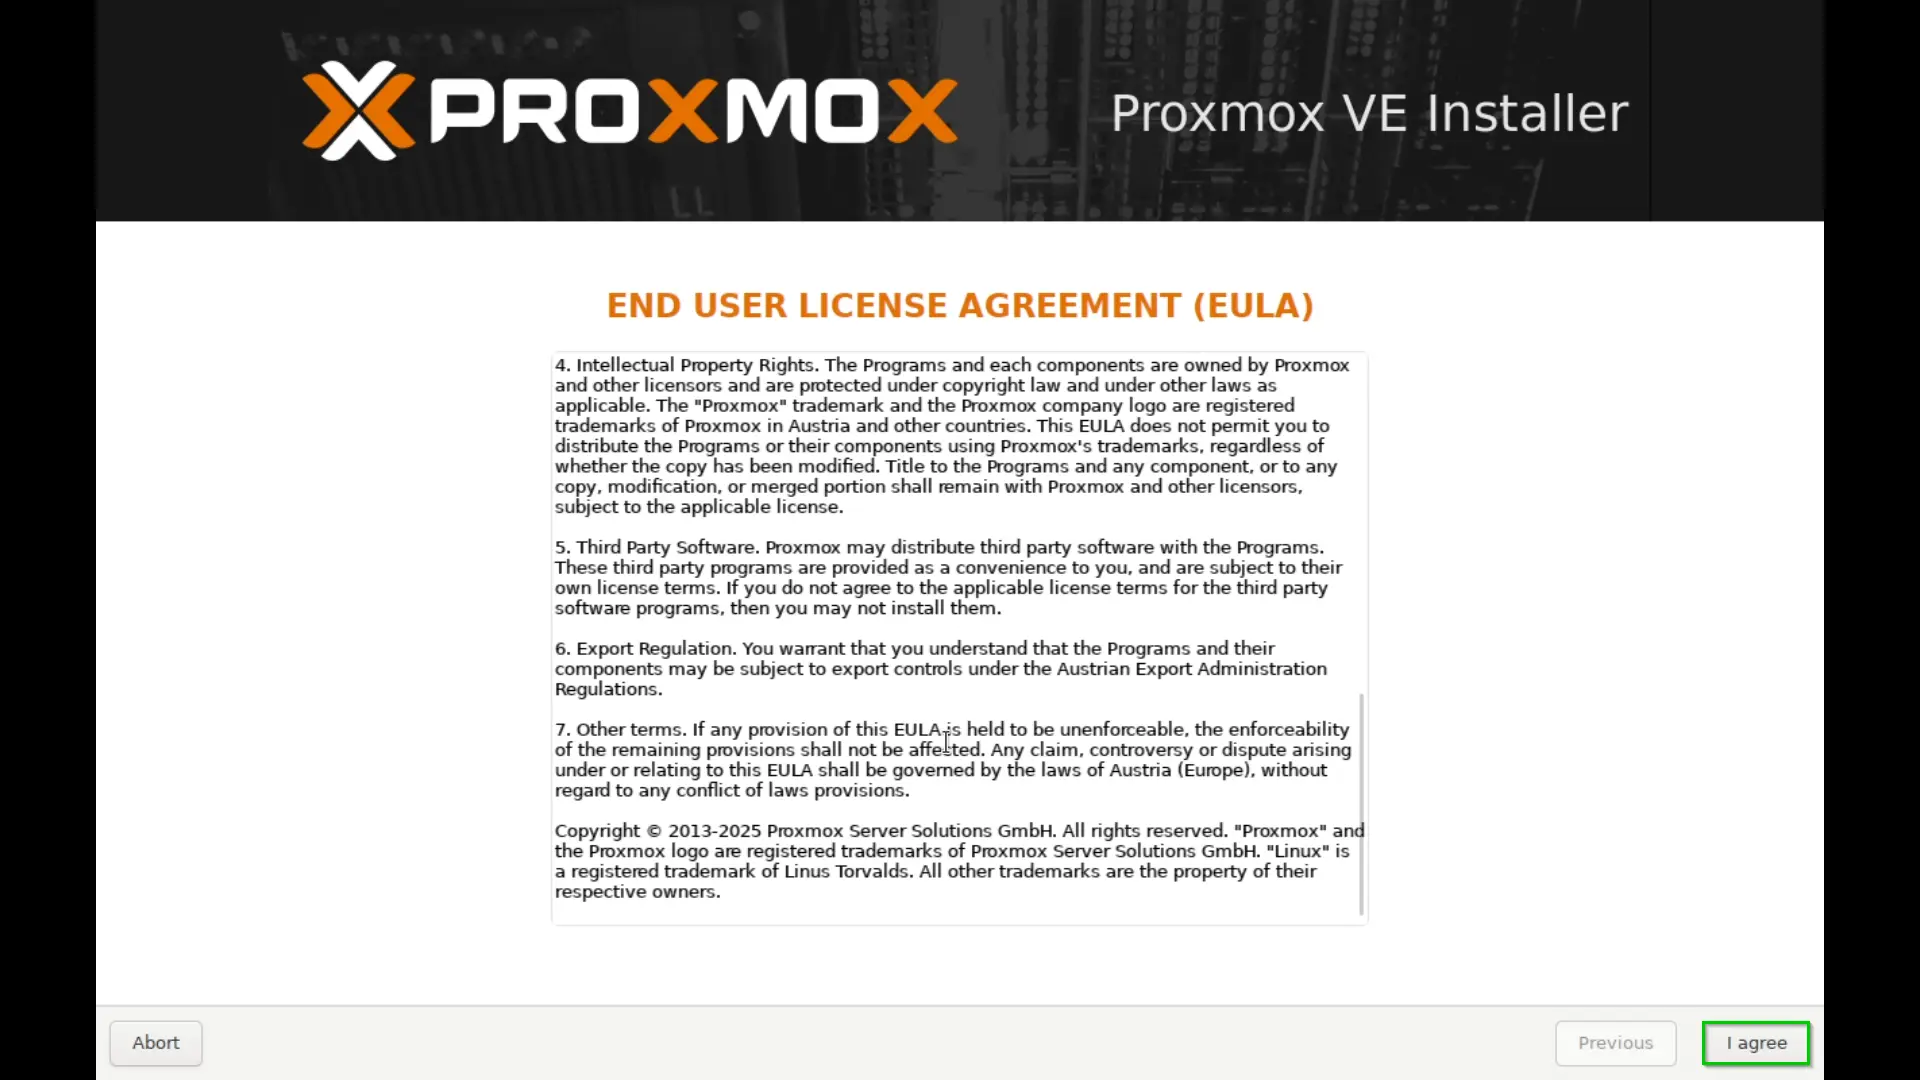 PROXMOX
Proxmox VE Installer
END USER LICENSE AGREEMENT (EULA)
4. Intellectual Property Rights. The Programs and each components are owned by Proxmox
and other licensors and are protected under copyright law and under other laws as
applicable. The "Proxmox" trademark and the Proxmox company logo are registered
trademarks of Proxmox in Austria and other countries. This EULA does not permit you to
distribute the Programs or their components using Proxmox's trademarks, regardless of
whether the copy has been modified. Title to the Programs and any component, or to any
copy, modification, or merged portion shall remain with Proxmox and other licensors,
subject to the applicable license.
5. Third Party Software. Proxmox may distribute third party software with the Programs.
These third party programs are provided as a convenience to you, and are subject to their
own license terms. If you do not agree to the applicable license terms for the third party
software programs, then you may not install them.
6. Export Regulation. You warrant that you understand that the Programs and their
components may be subject to export controls under the Austrian Export Administration
Regulations.
7. Other terms. If any provision of this EULA is held to be unenforceable, the enforceability
of the remaining provisions shall not be affected. Any claim, controversy or dispute arising
under or relating to this EULA shall be governed by the laws of Austria (Europe), without
regard to any conflict of laws provisions.
Copyright © 2013-2025 Proxmox Server Solutions GmbH. All rights reserved. "Proxmox" and
the Proxmox logo are registered trademarks of Proxmox Server Solutions GmbH. "Linux" is
a registered trademark of Linus Torvalds. All other trademarks are the property of their
respective owners.
Abort
Previous
I agree